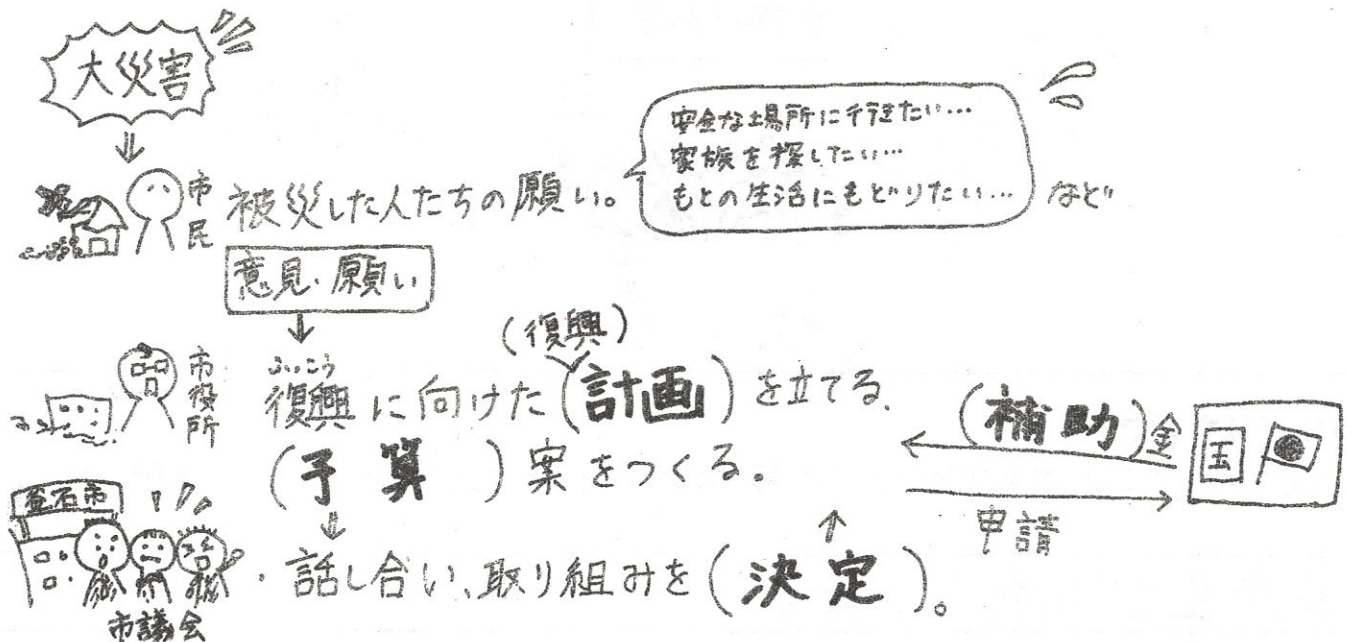 大災害
市民
被災した人たちの願い。
安全な場所に行きたい…
家族を探したい…
もとの生活にもどりたい…
など
意見・願い
(復興)
市役所
ふっこう
復興に向けた(計画)を立てる.
(予算)案をつくる。
(補助)金
国
申請
釜石市
市議会
・話し合い、取り組みを(決定)。